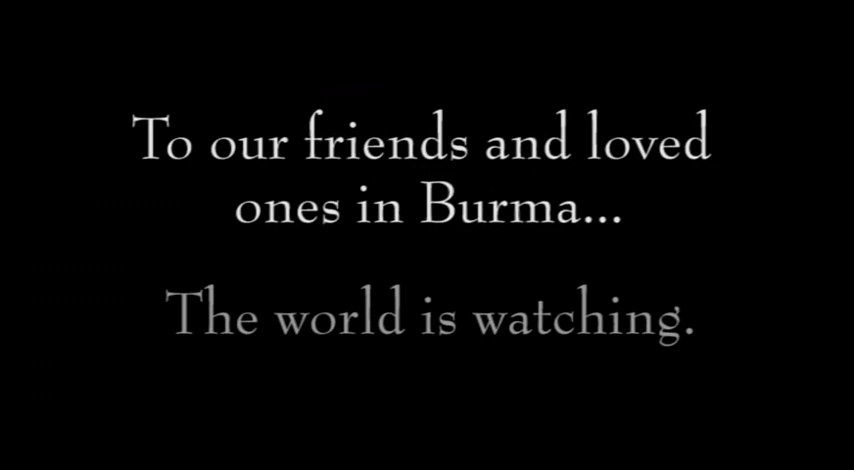 To our friends and loved
ones in Burma...
The world is watching.